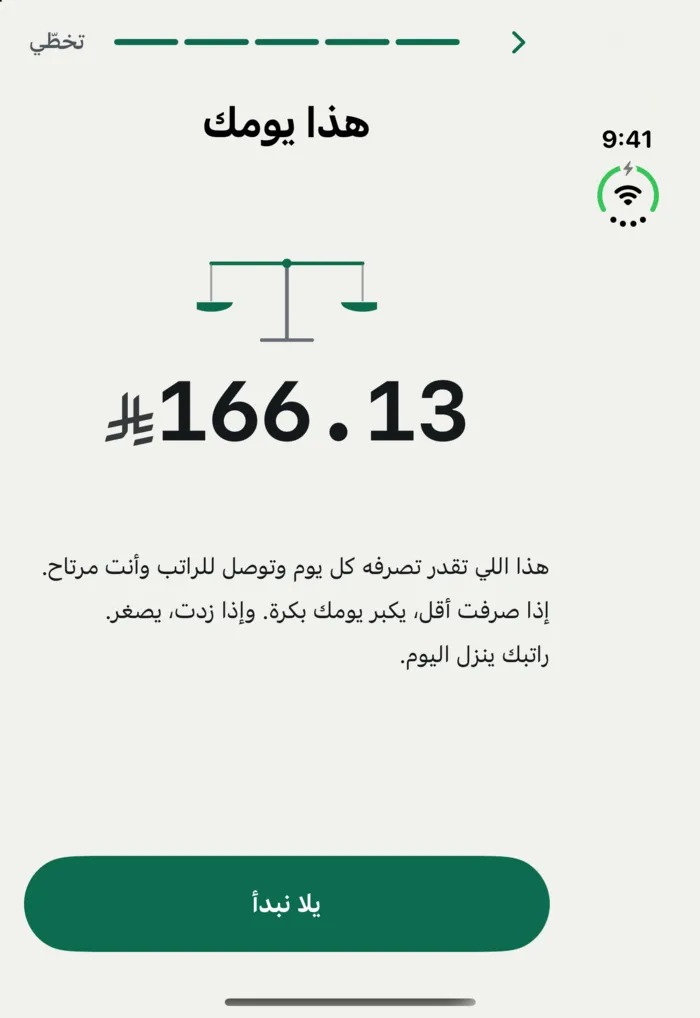 تخطّي
هذا يومك
9:41
⃁166.13
هذا اللي تقدر تصرفه كل يوم وتوصل للراتب وأنت مرتاح.
إذا صرفت أقل، يكبر يومك بكرة. وإذا زدت، يصغر.
راتبك ينزل اليوم.
يلا نبدأ